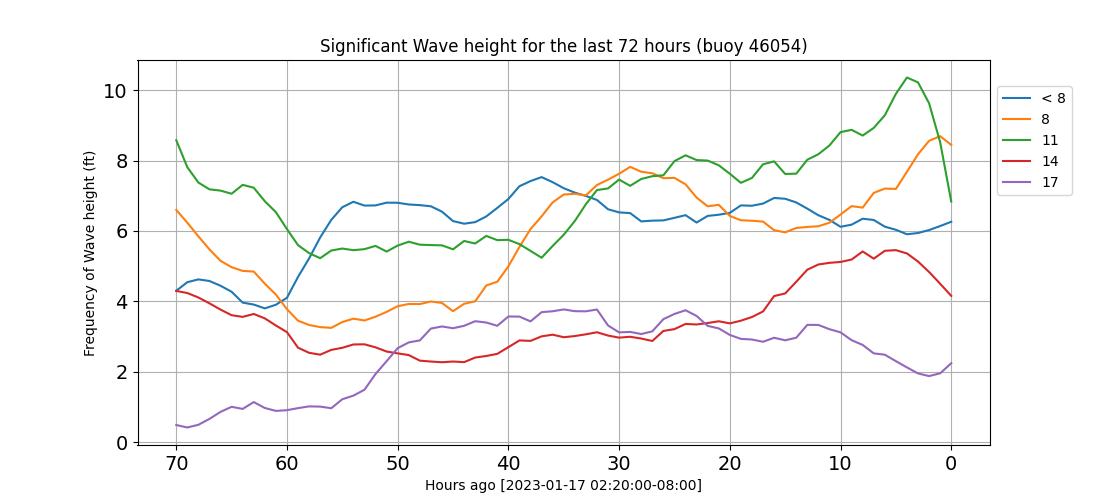 Significant Wave height for the last 72 hours (buoy 46054)
Frequency of Wave height (ft)
10
8
6
4
2
0
70 60 50 40 30 20 10 0
Hours ago [2023-01-17 02:20:00-08:00]
< 8
8
11
14
17